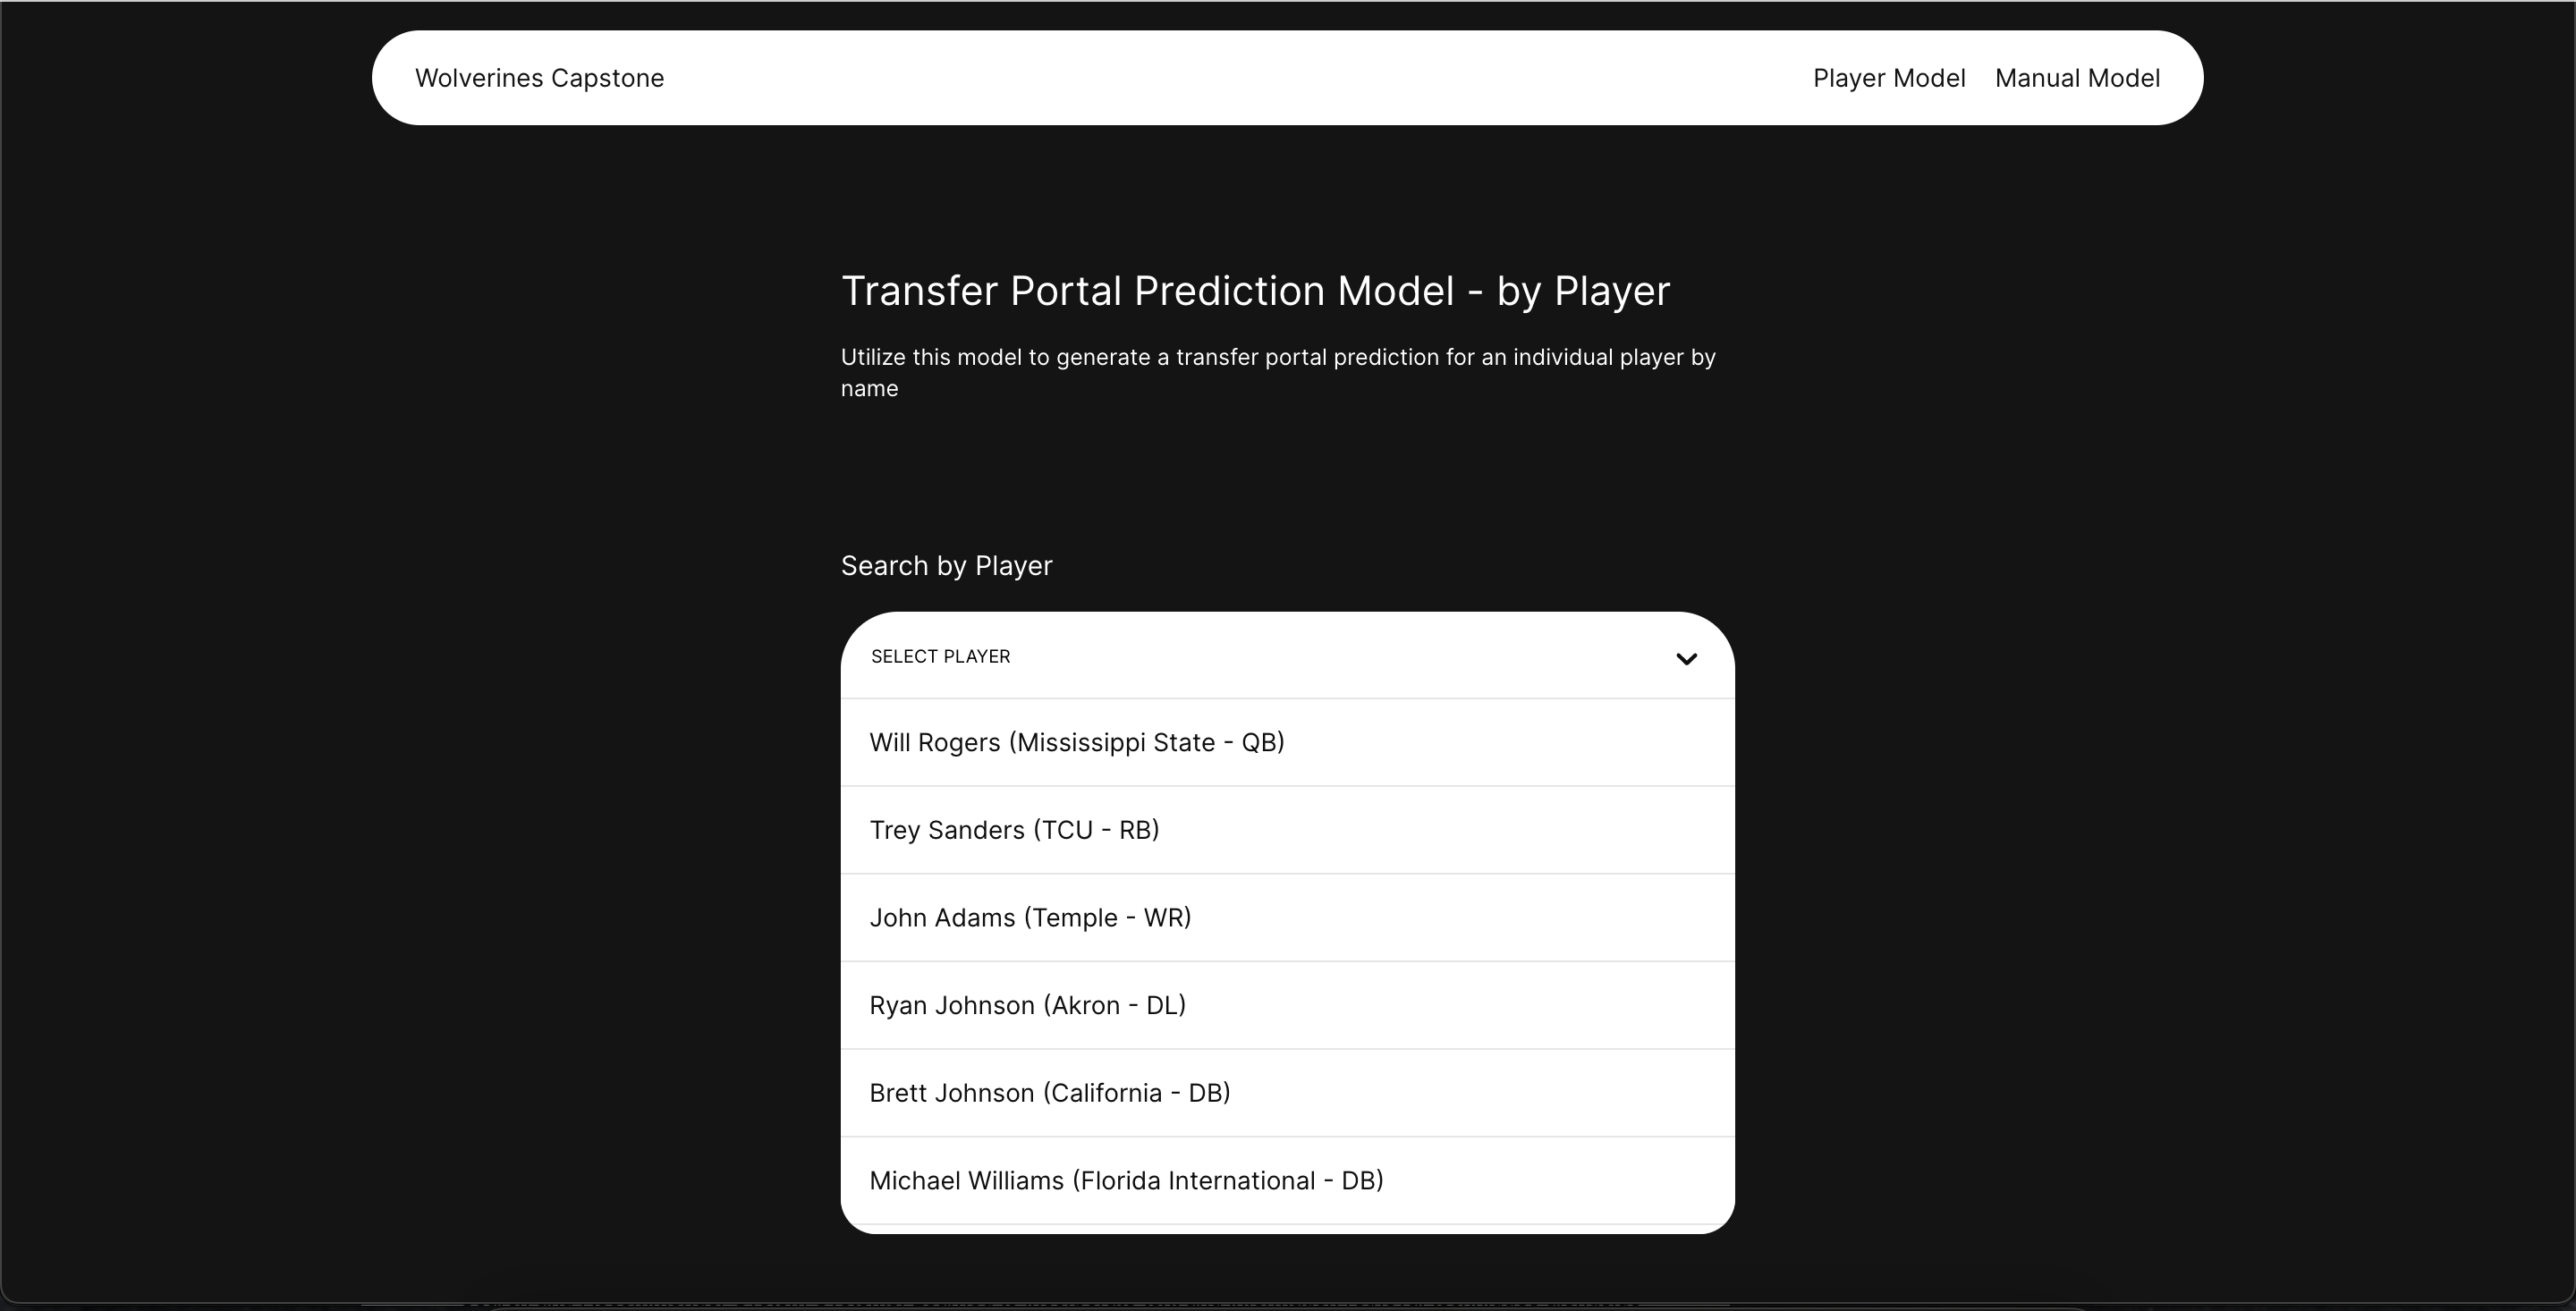 Wolverines Capstone
Player Model
Manual Model
Transfer Portal Prediction Model - by Player
Utilize this model to generate a transfer portal prediction for an individual player by
name
Search by Player
SELECT PLAYER
Will Rogers (Mississippi State - QB)
Trey Sanders (TCU - RB)
John Adams (Temple - WR)
Ryan Johnson (Akron - DL)
Brett Johnson (California - DB)
Michael Williams (Florida International - DB)